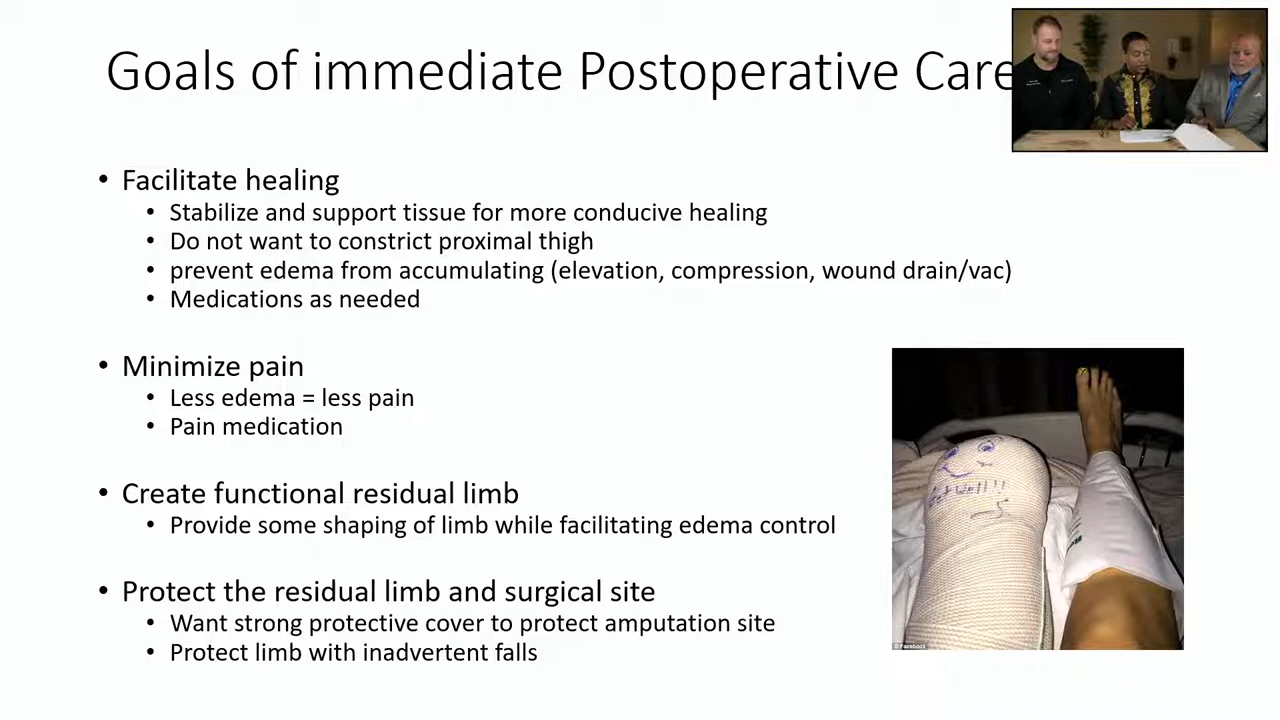 Goals of immediate Postoperative Care
• Facilitate healing
• Stabilize and support tissue for more conducive healing
• Do not want to constrict proximal thigh
• prevent edema from accumulating (elevation, compression, wound drain/vac)
• Medications as needed
• Minimize pain
• Less edema = less pain
• Pain medication
• Create functional residual limb
• Provide some shaping of limb while facilitating edema control
• Protect the residual limb and surgical site
• Want strong protective cover to protect amputation site
• Protect limb with inadvertent falls
© Facebook